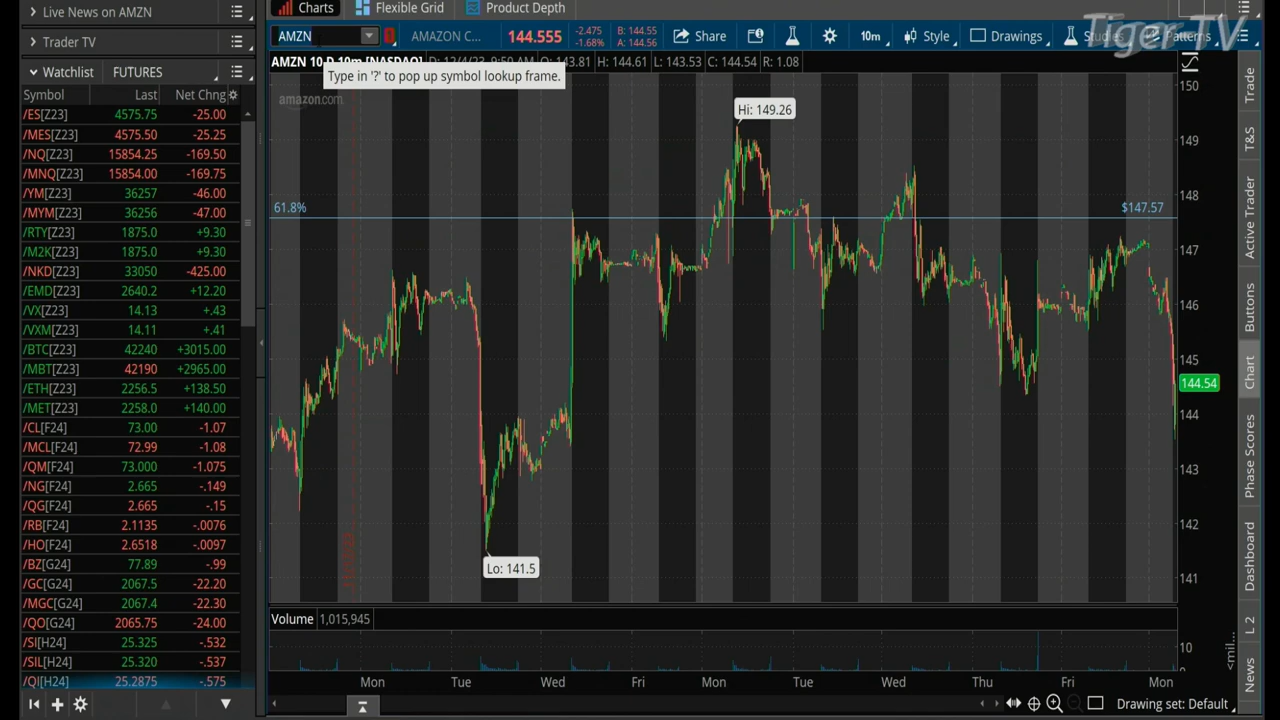 Live News on AMZN
Trader TV
Watchlist FUTURES
Symbol Last Net Chng
/ES[Z23] 4575.75 -25.00
/MES[Z23] 4575.50 -25.25
/NQ[Z23] 15854.25 -169.50
/MNQ[Z23] 15854.00 -169.75
/YM[Z23] 36257 -46.00
/MYM[Z23] 36256 -47.00
/RTY[Z23] 1875.0 +9.30
/M2K[Z23] 1875.0 +9.30
/NKD[Z23] 33050 -425.00
/EMD[Z23] 2640.2 +12.20
/VX[Z23] 14.13 +.43
/VXM[Z23] 14.11 +.41
/BTC[Z23] 42240 +3015.00
/MBT[Z23] 42190 +2965.00
/ETH[Z23] 2256.5 +138.50
/MET[Z23] 2258.0 +140.00
/CL[F24] 73.00 -1.07
/MCL[F24] 72.99 -1.08
/QM[F24] 73.000 -1.075
/NG[F24] 2.665 -.149
/QG[F24] 2.665 -.15
/RB[F24] 2.1135 -.0076
/HO[F24] 2.6518 -.0097
/BZ[G24] 77.89 -.99
/GC[G24] 2067.5 -22.20
/MGC[G24] 2067.4 -22.30
/QO[G24] 2065.75 -24.00
/SI[H24] 25.325 -.532
/SIL[H24] 25.320 -.537
/QI[H24] 25.2875 -.575
Charts Flexible Grid Product Depth
AMZN AMAZON C... 144.555 -2.475 -1.68% B: 144.55 A: 144.56 Share 10m Style Drawings Studies Patterns
Tiger TV
AMZN 10 D 10m [NASDAQ] D: 12/4/23, 9:50 AM O: 143.81 H: 144.61 L: 143.53 C: 144.54 R: 1.08
Type in '?' to pop up symbol lookup frame.
amazon.com
Hi: 149.26
61.8% $147.57
Lo: 141.5
150
149
148
147
146
145
144.54
144
143
142
141
Volume 1,015,945
10
0
<mil...
Mon Tue Wed Fri Mon Tue Wed Thu Fri Mon
Drawing set: Default
Trade
T&S
Active Trader
Buttons
Chart
Phase Scores
Dashboard
L 2
News